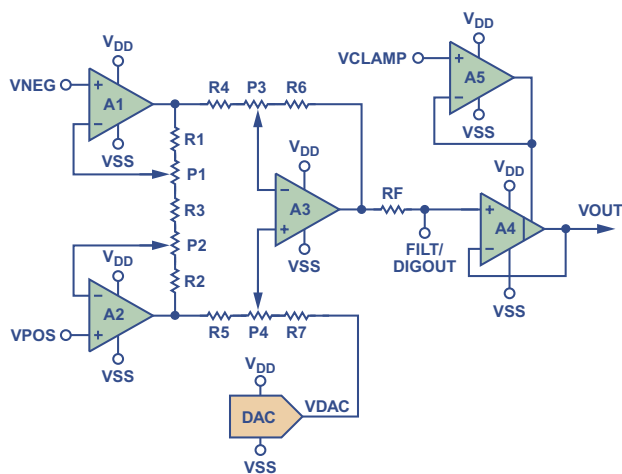 VDD
VNEG
+
A1
−
VSS
R4
P3
R6
R1
P1
R3
P2
R2
VDD
−
A2
+
VPOS
VSS
R5
P4
R7
VDD
−
A3
+
VSS
RF
FILT/
DIGOUT
VDD
VCLAMP
+
A5
−
VSS
VDD
+
A4
−
VSS
VOUT
VDD
DAC
VDAC
VSS